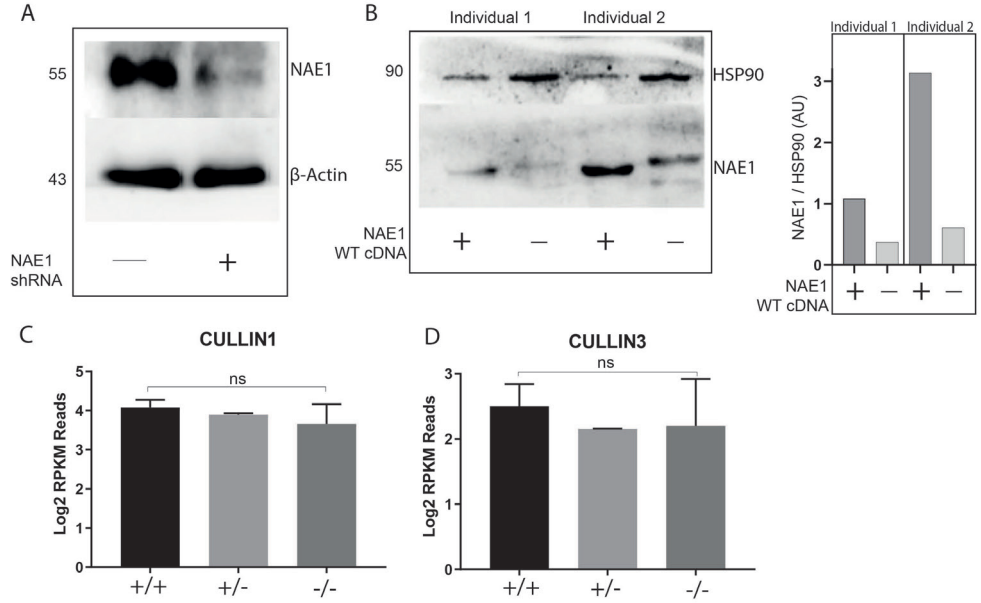 A
55
NAE1
43
β-Actin
NAE1
shRNA
—
+
B
Individual 1
Individual 2
90
HSP90
55
NAE1
NAE1
WT cDNA
+
—
+
—
Individual 1
Individual 2
NAE1 / HSP90 (AU)
3
2
1
0
NAE1
WT cDNA
+
—
+
—
C
CULLIN1
ns
Log2 RPKM Reads
5
4
3
2
1
0
+/+
+/-
-/-
D
CULLIN3
ns
Log2 RPKM Reads
3
2
1
0
+/+
+/-
-/-